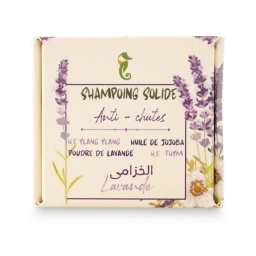 SHAMPOING SOLIDE
Anti - chutes
H.E YLANG YLANG HUILE DE JOJOBA
POUDRE DE LAVANDE H.E THYM
الخزامى
Lavande